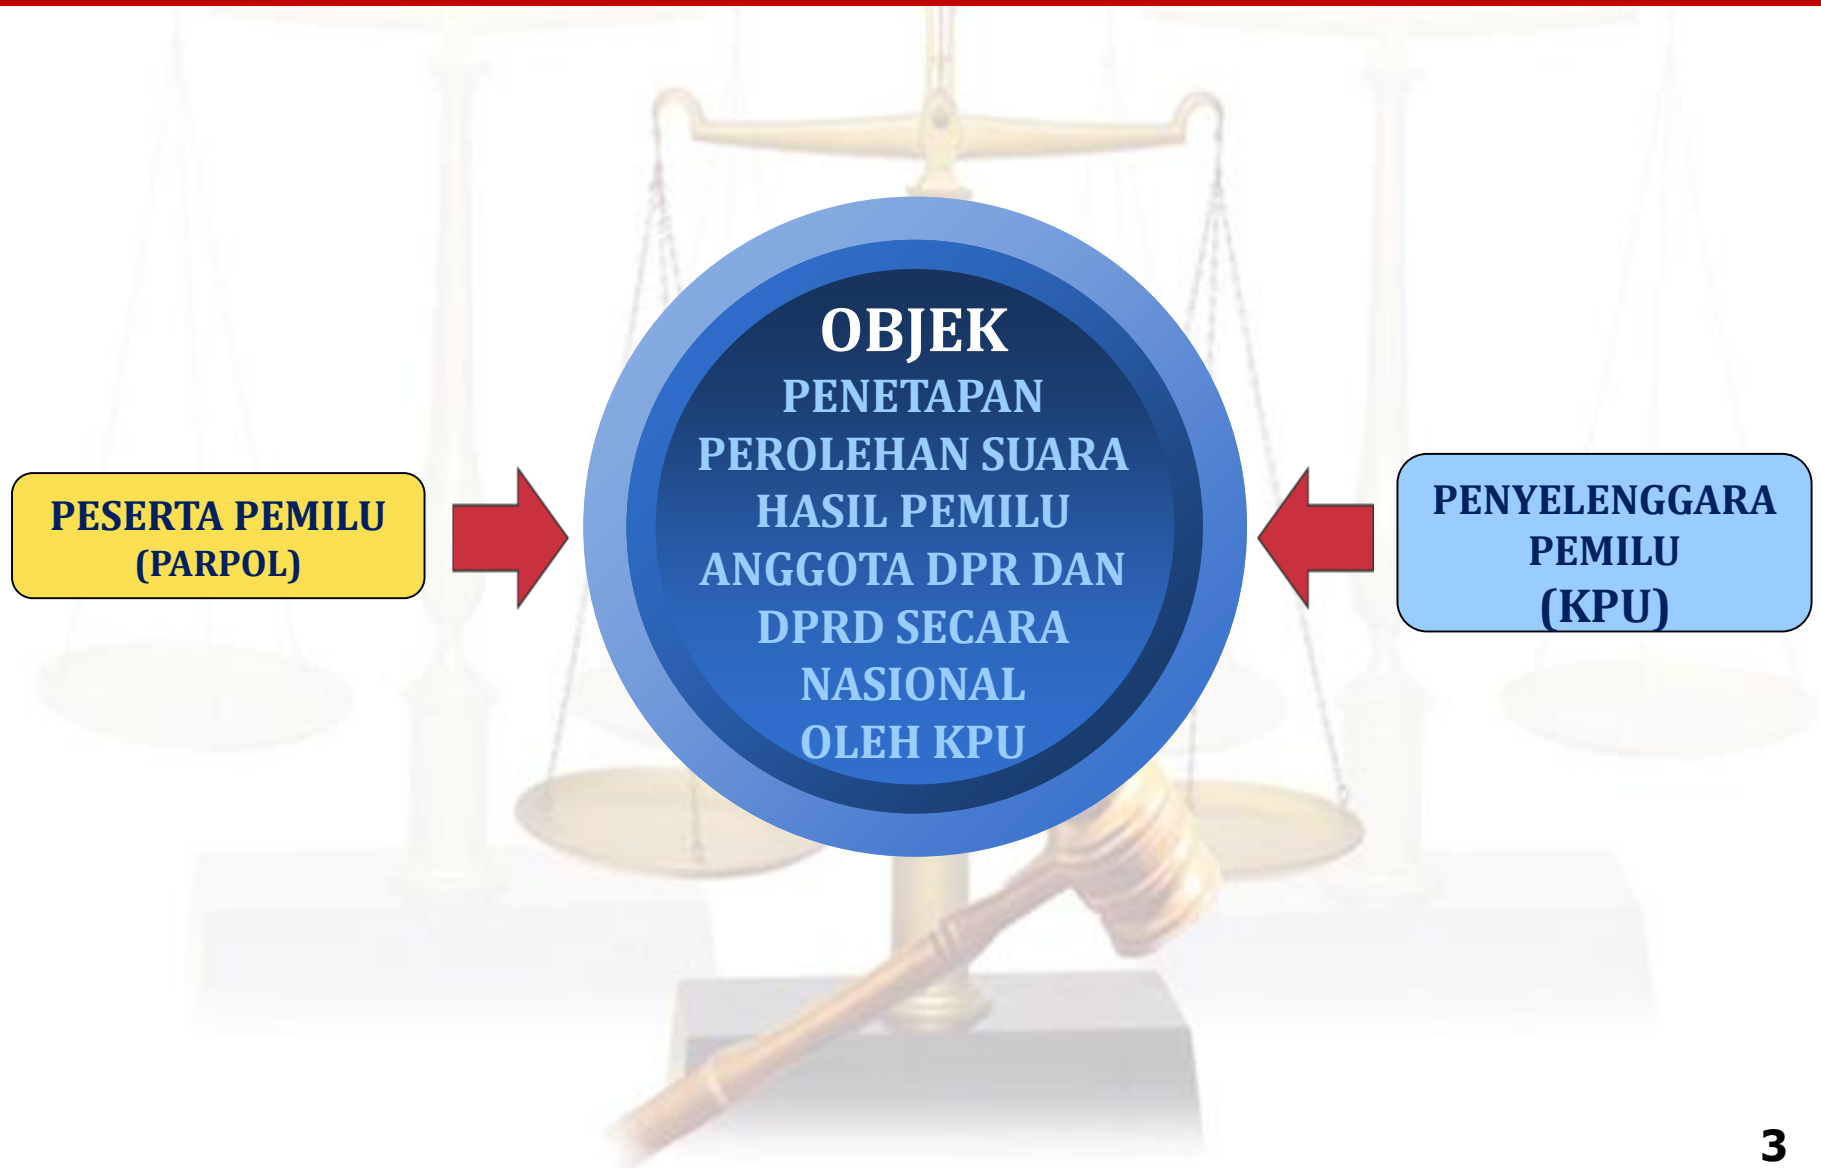 PESERTA PEMILU
(PARPOL)
OBJEK
PENETAPAN
PEROLEHAN SUARA
HASIL PEMILU
ANGGOTA DPR DAN
DPRD SECARA
NASIONAL
OLEH KPU
PENYELENGGARA
PEMILU
(KPU)
3